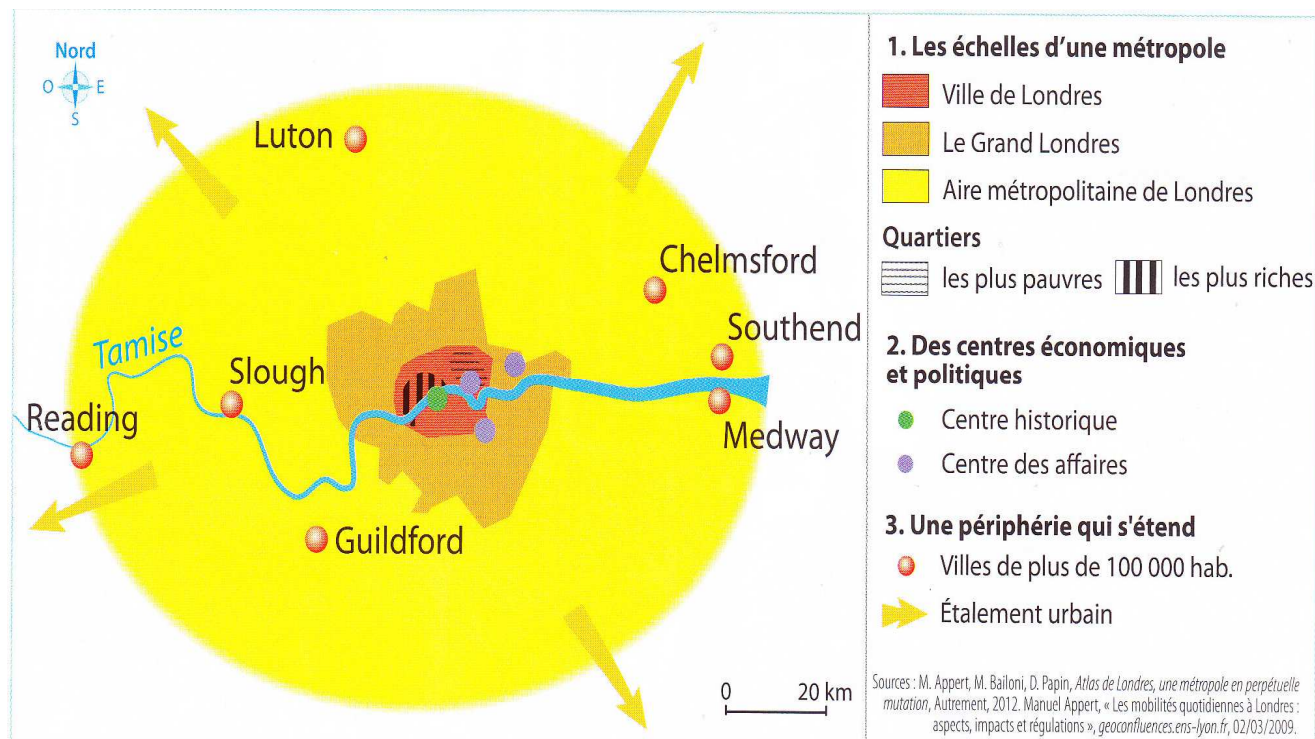 Nord
O
E
S
Luton
Chelmsford
Southend
Tamise
Slough
Reading
Medway
Guildford
0 20 km
1. Les échelles d'une métropole
Ville de Londres
Le Grand Londres
Aire métropolitaine de Londres
Quartiers
les plus pauvres
les plus riches
2. Des centres économiques
et politiques
Centre historique
Centre des affaires
3. Une périphérie qui s'étend
Villes de plus de 100 000 hab.
Étalement urbain
Sources : M. Appert, M. Bailoni, D. Papin, Atlas de Londres, une métropole en perpétuelle
mutation, Autrement, 2012. Manuel Appert, « Les mobilités quotidiennes à Londres :
aspects, impacts et régulations », geoconfluences.ens-lyon.fr, 02/03/2009.